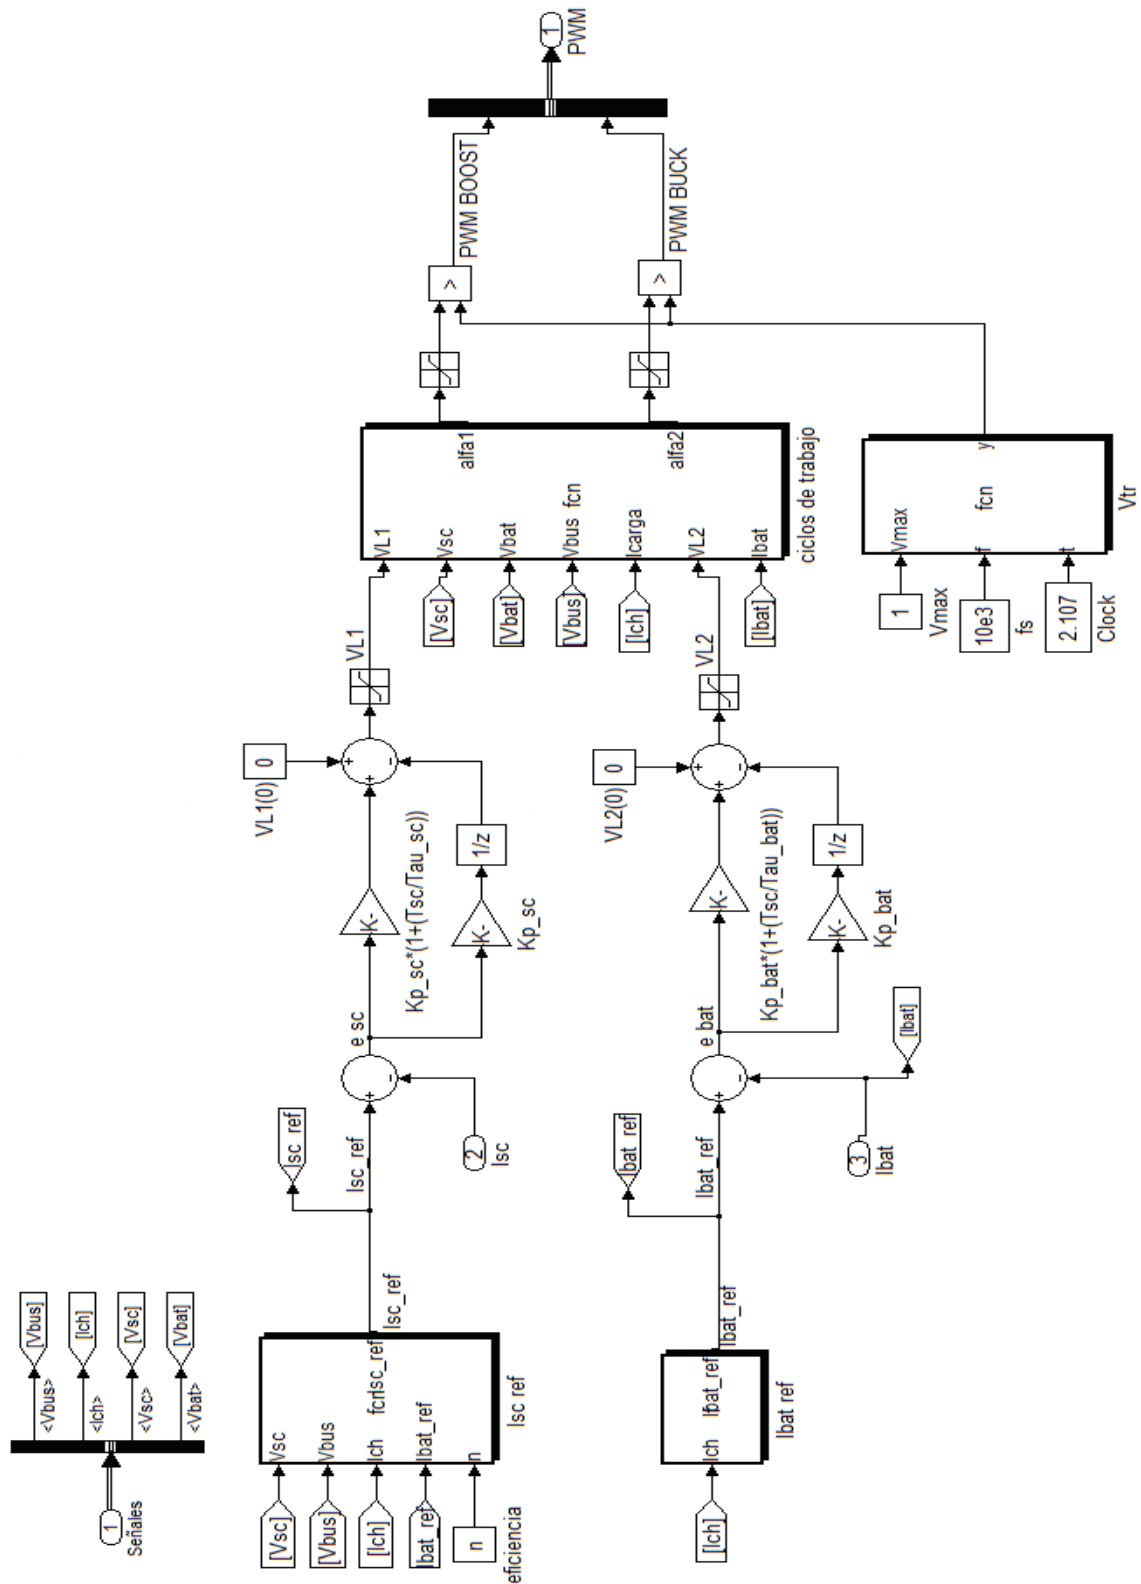 1
Señales
<Vbus>
[Vbus]
<Ich>
[Ich]
<Vsc>
[Vsc]
<Vbat>
[Vbat]
[Vsc]
[Vbus]
[Ich]
Ibat_ref
n
eficiencia
Vsc
Vbus
Ich
Ibat_ref
n
fcn
Isc_ref
Isc ref
Isc_ref
Isc_ref
Isc_ref
+
-
2
Isc
e sc
K-
Kp_sc*(1+(Tsc/Tau_sc))
K-
Kp_sc
1/z
VL1(0)
0
+
+
-
VL1
[Ich]
Ich
Ibat_ref
Ibat ref
Ibat_ref
Ibat_ref
Ibat_ref
+
-
3
Ibat
[Ibat]
e bat
K-
Kp_bat*(1+(Tsc/Tau_bat))
K-
Kp_bat
1/z
VL2(0)
0
+
+
-
VL2
[Vsc]
[Vbat]
[Vbus]
[Ich]
[Ibat]
VL1
Vsc
Vbat
Vbus
Icarga
VL2
Ibat
fcn
alfa1
alfa2
ciclos de trabajo
1
Vmax
10e3
fs
2.107
Clock
Vmax
f
t
fcn
y
Vtr
>
PWM BOOST
>
PWM BUCK
1
PWM